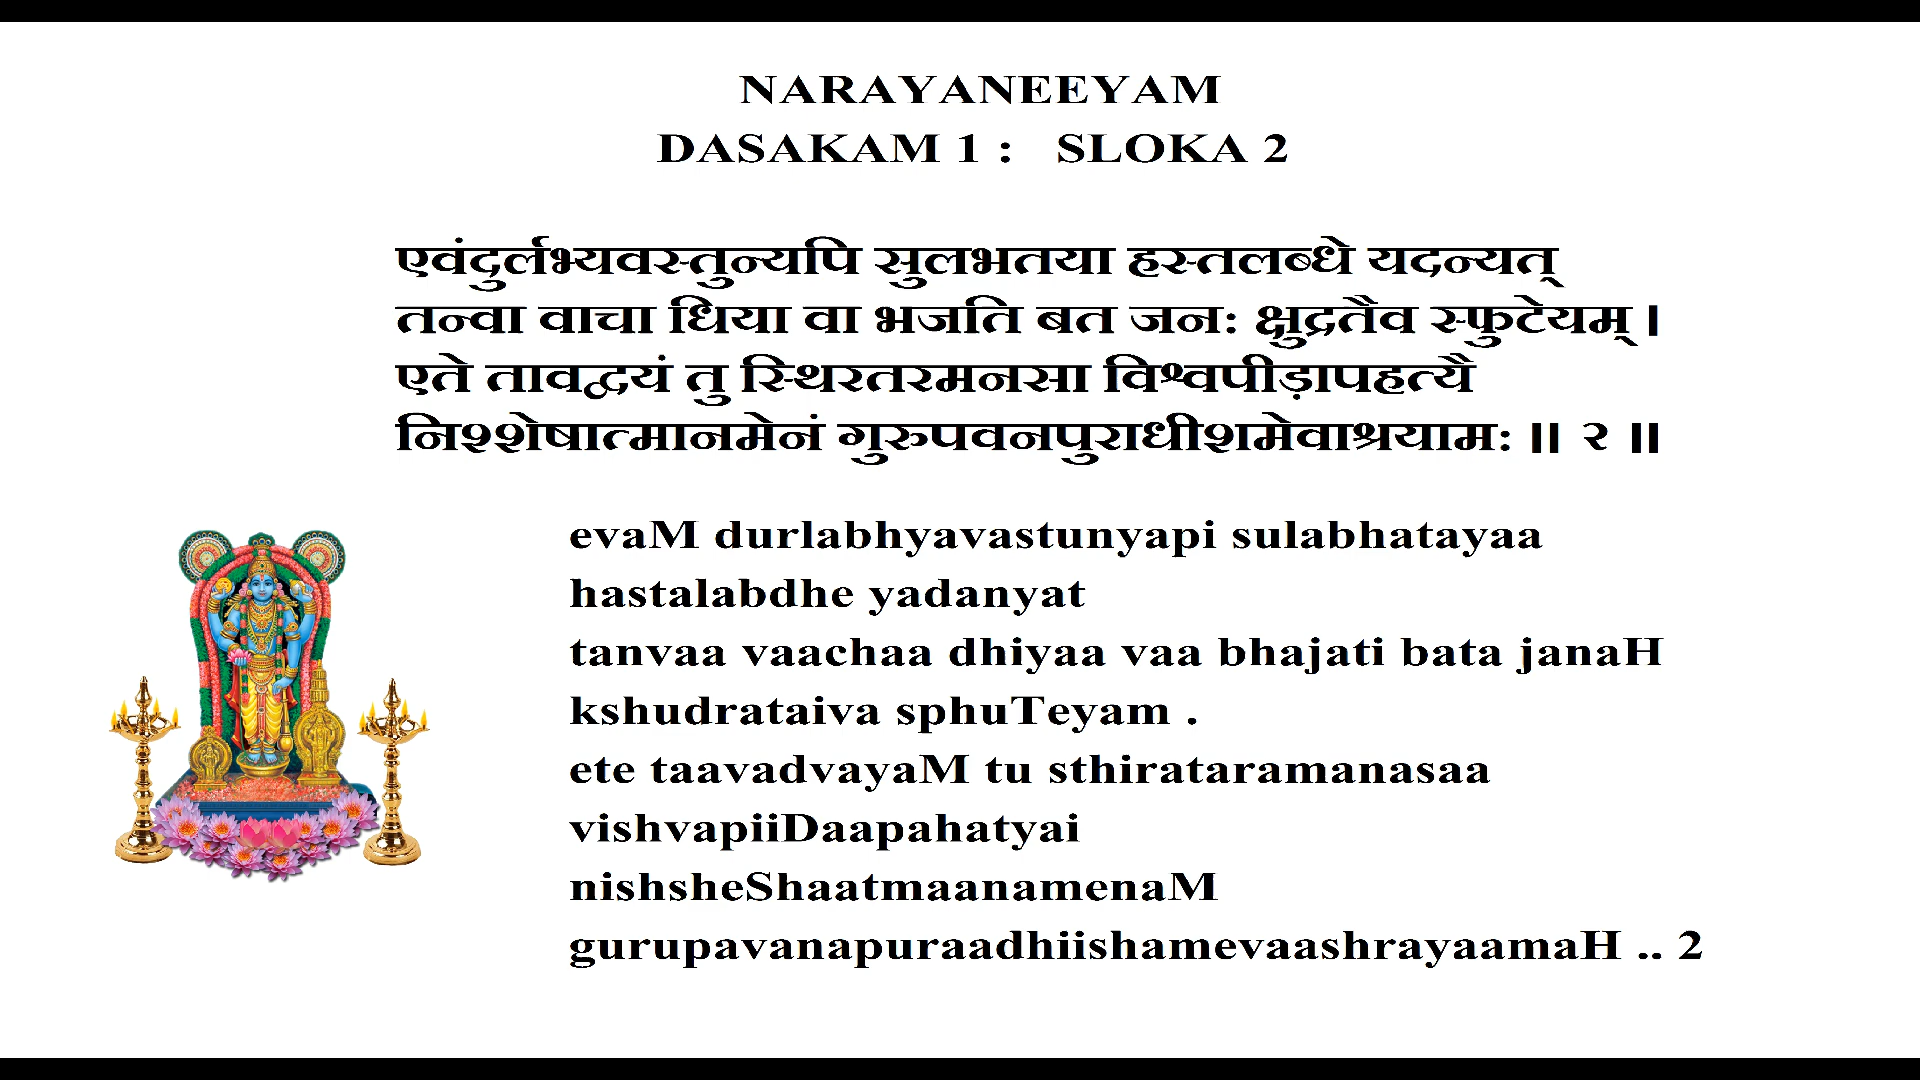 NARAYANEEYAM
DASAKAM 1 : SLOKA 2
एवंदुर्लभ्यवस्तुन्यपि सुलभतया हस्तलब्धे यदन्यत्
तन्वा वाचा धिया वा भजति बत जनः क्षुद्रतैव स्फुटेयम् ।
एते तावद्वयं तु स्थिरतरमनसा विश्वपीड़ापहत्यै
निश्शेषात्मानमेनं गुरुपवनपुराधीशमेवाश्रयामः ॥ २ ॥
evaM durlabhyavastunyapi sulabhatayaa
hastalabdhe yadanyat
tanvaa vaachaa dhiyaa vaa bhajati bata janaH
kshudrataiva sphuTeyam .
ete taavadvayaM tu sthirataramanasaa
vishvapiiDaapahatyai
nishsheShaatmaanamenaM
gurupavanapuraadhiishamevaashrayaamaH .. 2